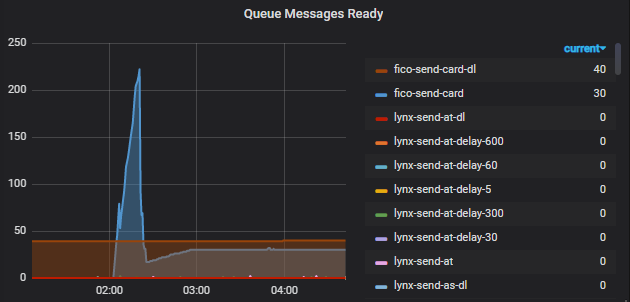 Queue Messages Ready
250
200
150
100
50
0
02:00
03:00
04:00
current
fico-send-card-dl 40
fico-send-card 30
lynx-send-at-dl 0
lynx-send-at-delay-600 0
lynx-send-at-delay-60 0
lynx-send-at-delay-5 0
lynx-send-at-delay-300 0
lynx-send-at-delay-30 0
lynx-send-at 0
lynx-send-as-dl 0